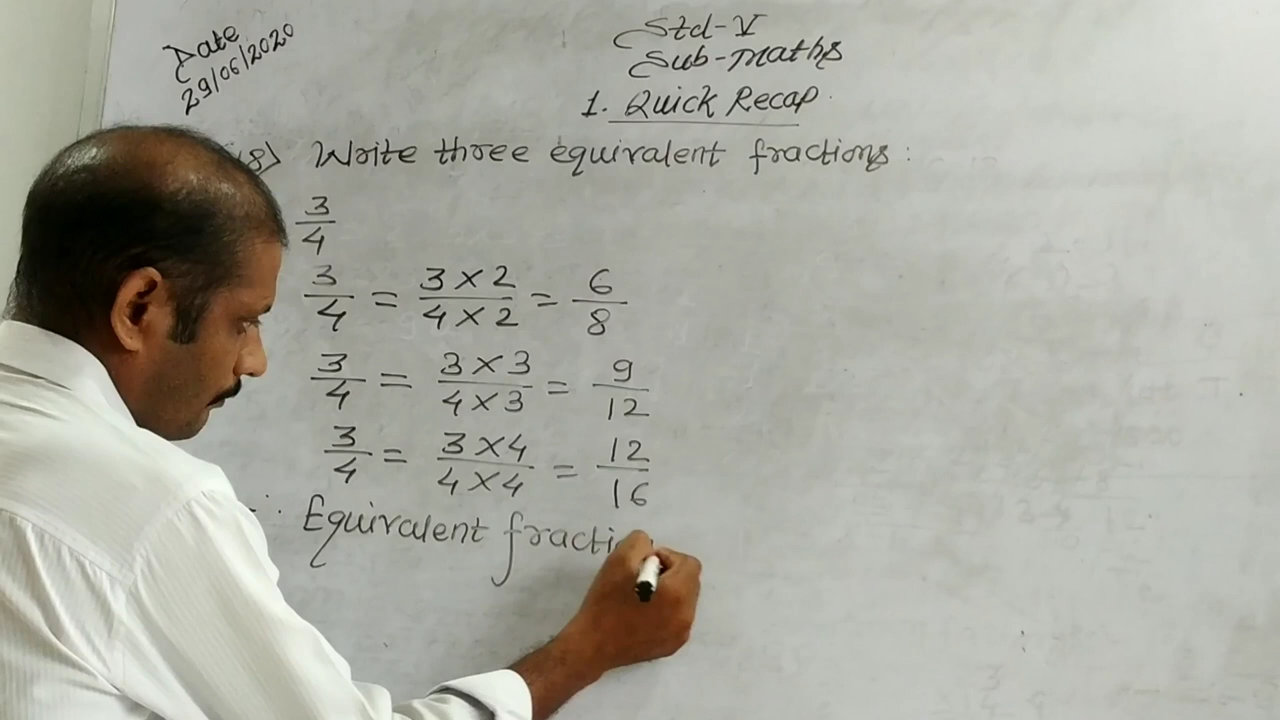 Date
29/06/2020
Std-V
Sub-Maths
1. Quick Recap.
8) Write three equivalent fractions:
3/4
3/4 = 3×2/4×2 = 6/8
3/4 = 3×3/4×3 = 9/12
3/4 = 3×4/4×4 = 12/16
∴ Equivalent fracti